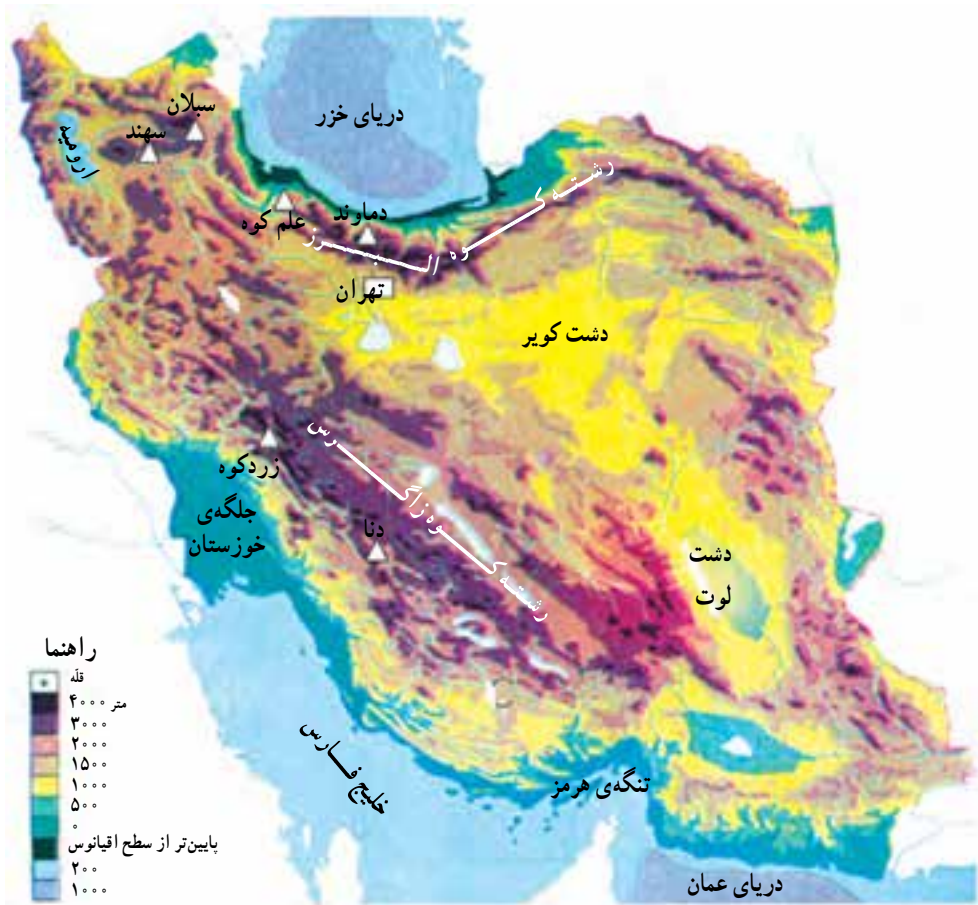 دریای خزر
سبلان
سهند
ارومیه
رشته کوه البرز
دماوند
علم کوه
تهران
دشت کویر
رشته کوه زاگرس
زردکوه
جلگه‌ی
خوزستان
دنا
دشت
لوت
راهنما
قلّه
۴۰۰۰ متر
۳۰۰۰
۲۰۰۰
۱۵۰۰
۱۰۰۰
۵۰۰
۰
پایین‌تر از سطح اقیانوس
۲۰۰
۱۰۰۰
خلیج فارس
تنگه‌ی هرمز
دریای عمان